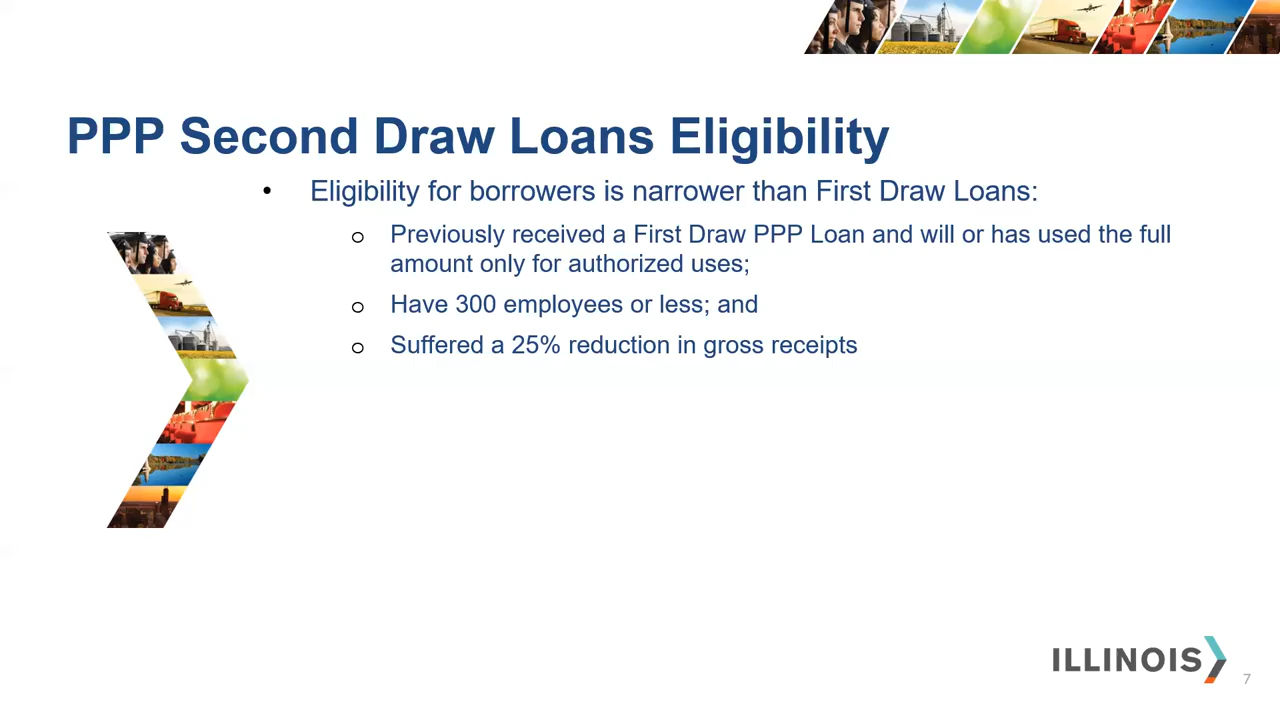 PPP Second Draw Loans Eligibility
• Eligibility for borrowers is narrower than First Draw Loans:
o Previously received a First Draw PPP Loan and will or has used the full
amount only for authorized uses;
o Have 300 employees or less; and
o Suffered a 25% reduction in gross receipts
ILLINOIS
7